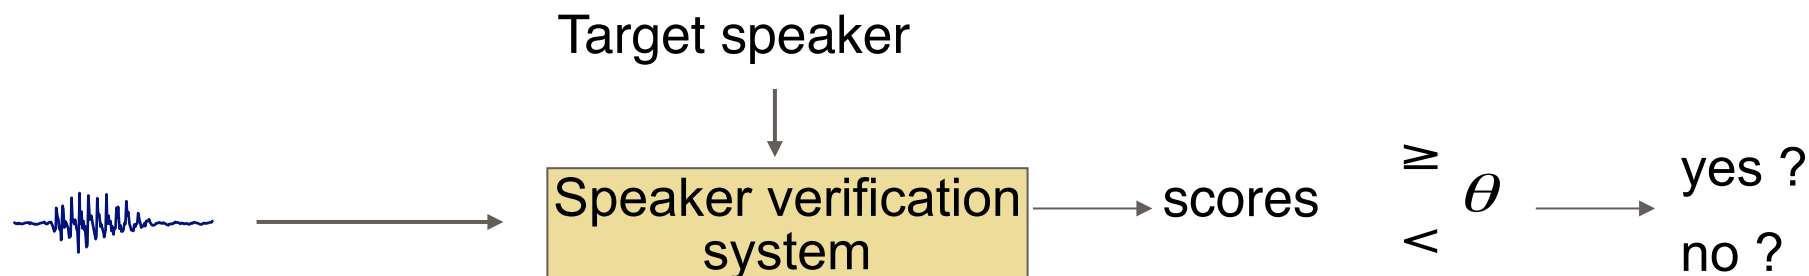 Target speaker
Speaker verification
system
scores
≥
<
θ
yes ?
no ?